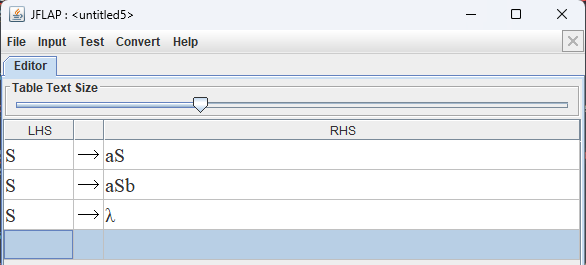 JFLAP : <untitled5>
File Input Test Convert Help
Editor
Table Text Size
LHS RHS
S → aS
S → aSb
S → λ